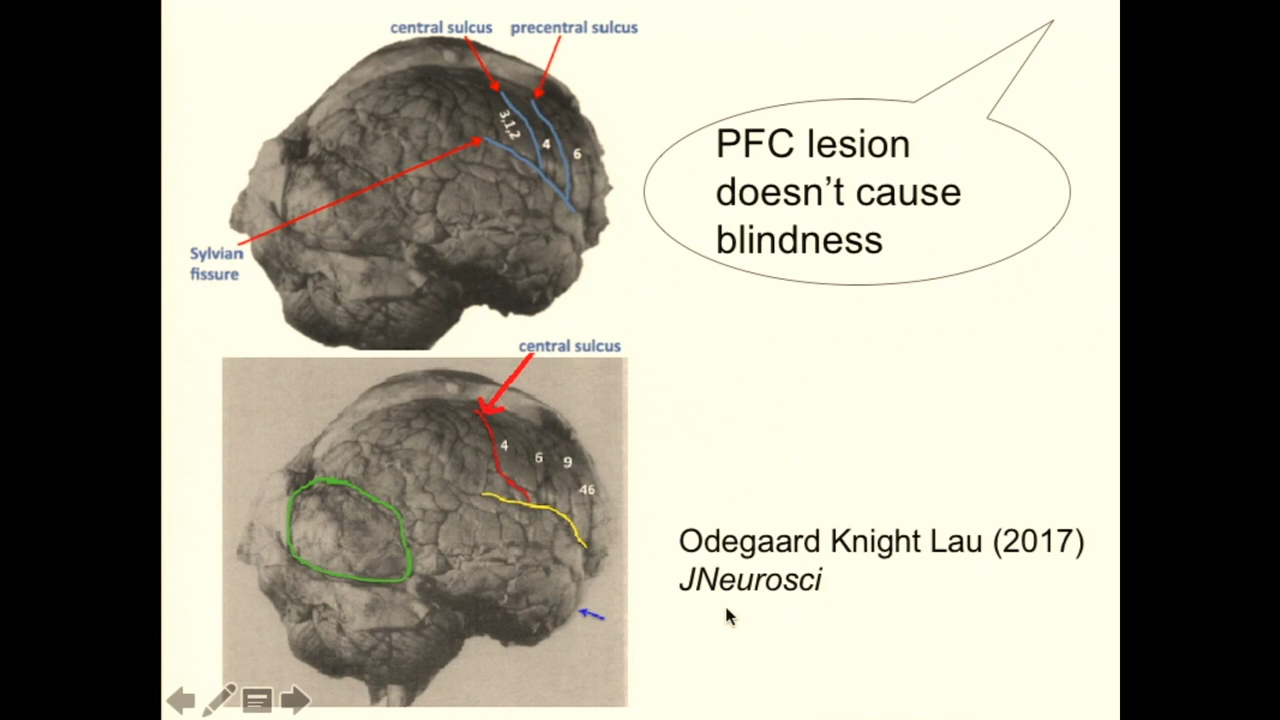 central sulcus
precentral sulcus
3,1,2
4
6
Sylvian
fissure
PFC lesion
doesn’t cause
blindness
central sulcus
4
6
9
46
Odegaard Knight Lau (2017)
JNeurosci